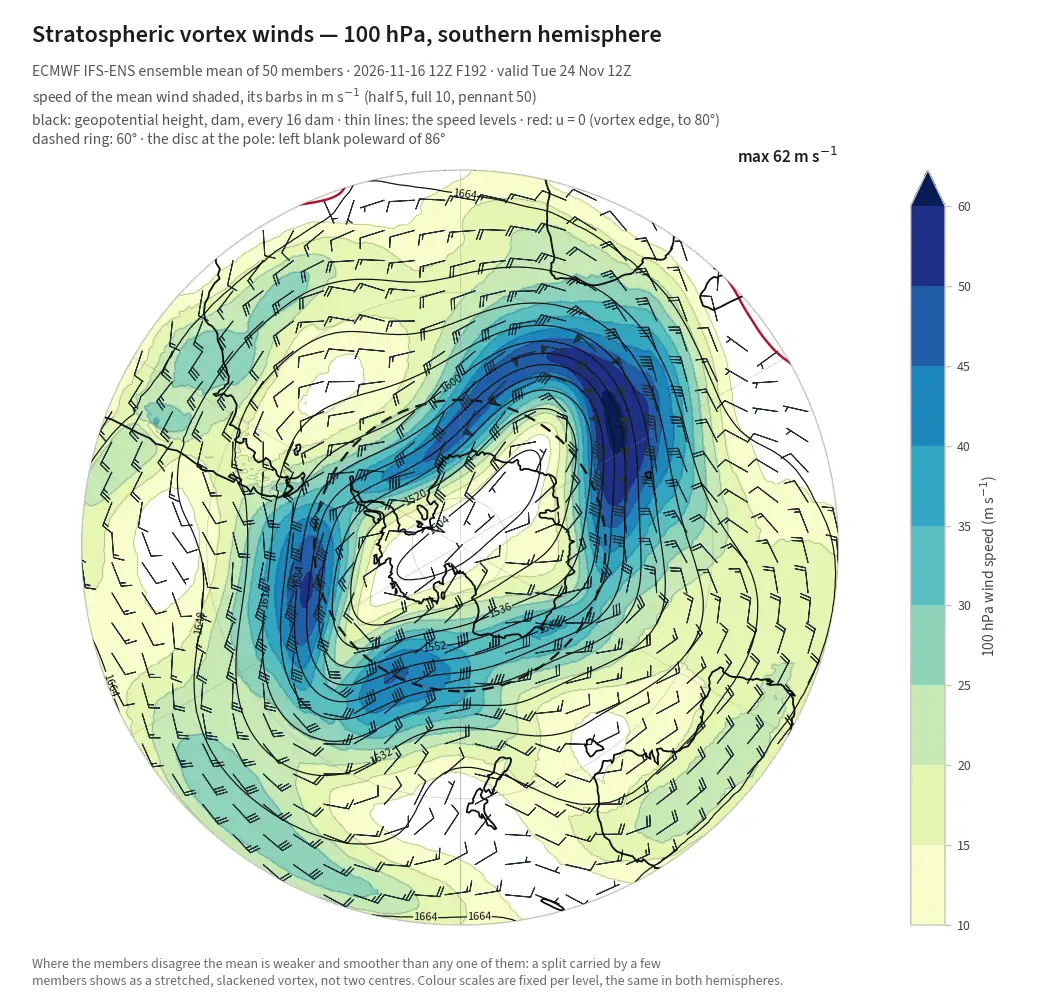 Stratospheric vortex winds — 100 hPa, southern hemisphere
ECMWF IFS-ENS ensemble mean of 50 members · 2026-11-16 12Z F192 · valid Tue 24 Nov 12Z
speed of the mean wind shaded, its barbs in m s⁻¹ (half 5, full 10, pennant 50)
black: geopotential height, dam, every 16 dam · thin lines: the speed levels · red: u = 0 (vortex edge, to 80°)
dashed ring: 60° · the disc at the pole: left blank poleward of 86°
max 62 m s⁻¹
1664
1600
1520
1536
1552
1648
1664
1632
1664
1664
60
50
45
40
35
30
25
20
15
10
100 hPa wind speed (m s⁻¹)
Where the members disagree the mean is weaker and smoother than any one of them: a split carried by a few
members shows as a stretched, slackened vortex, not two centres. Colour scales are fixed per level, the same in both hemispheres.